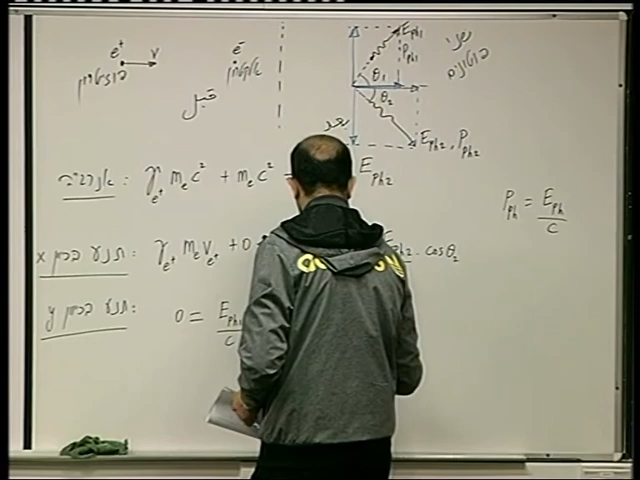 e⁺ v
פוזיטרון
e⁻
אלקטרון
לפני
E_ph1
P_ph1
θ₁
θ₂
E_ph2, P_ph2
שני
פוטונים
אחרי
אנרגיה: γ_e⁺ m_e c² + m_e c² E_ph2
P_ph = E_ph / c
תנע בכיוון x: γ_e⁺ m_e v_e⁺ + 0 E_ph2 · cosθ₂
תנע בכיוון y: 0 = E_ph1 / c